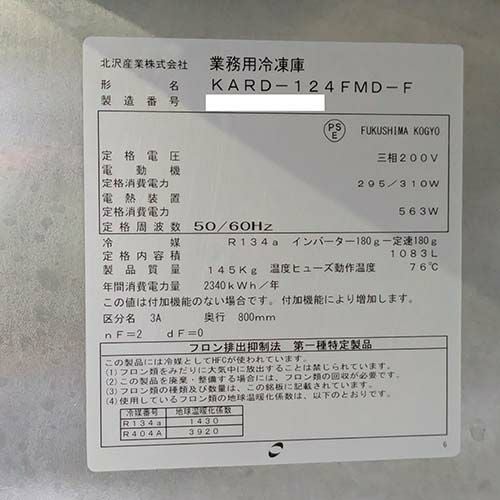 北沢産業株式会社 業務用冷凍庫
形名 KARD-124FMD-F
製造番号
PSE FUKUSHIMA KOGYO
定格電圧 三相200V
電動機
定格消費電力 295/310W
電熱装置
定格消費電力 563W
定格周波数 50/60Hz
冷媒 R134a インバーター180g-定速180g
定格内容積 1083L
製品質量 145Kg 温度ヒューズ動作温度 76℃
年間消費電力量 2340kWh/年
この値は付加機能のない場合です。付加機能により増加します。
区分名 3A 奥行 800mm
nF=2 dF=0
フロン排出抑制法 第一種特定製品
この製品には冷媒としてHFCが使われています。
(1)フロン類をみだりに大気中に放出することは禁じられています。
(2)この製品を廃棄・整備する場合には、フロン類の回収が必要です。
(3)フロン類の種類及び数量は、この銘板に記載されています。
(4)使用しているフロン類の地球温暖化係数は、以下のとおりです。
冷媒番号 地球温暖化係数
R134a 1430
R404A 3920
6